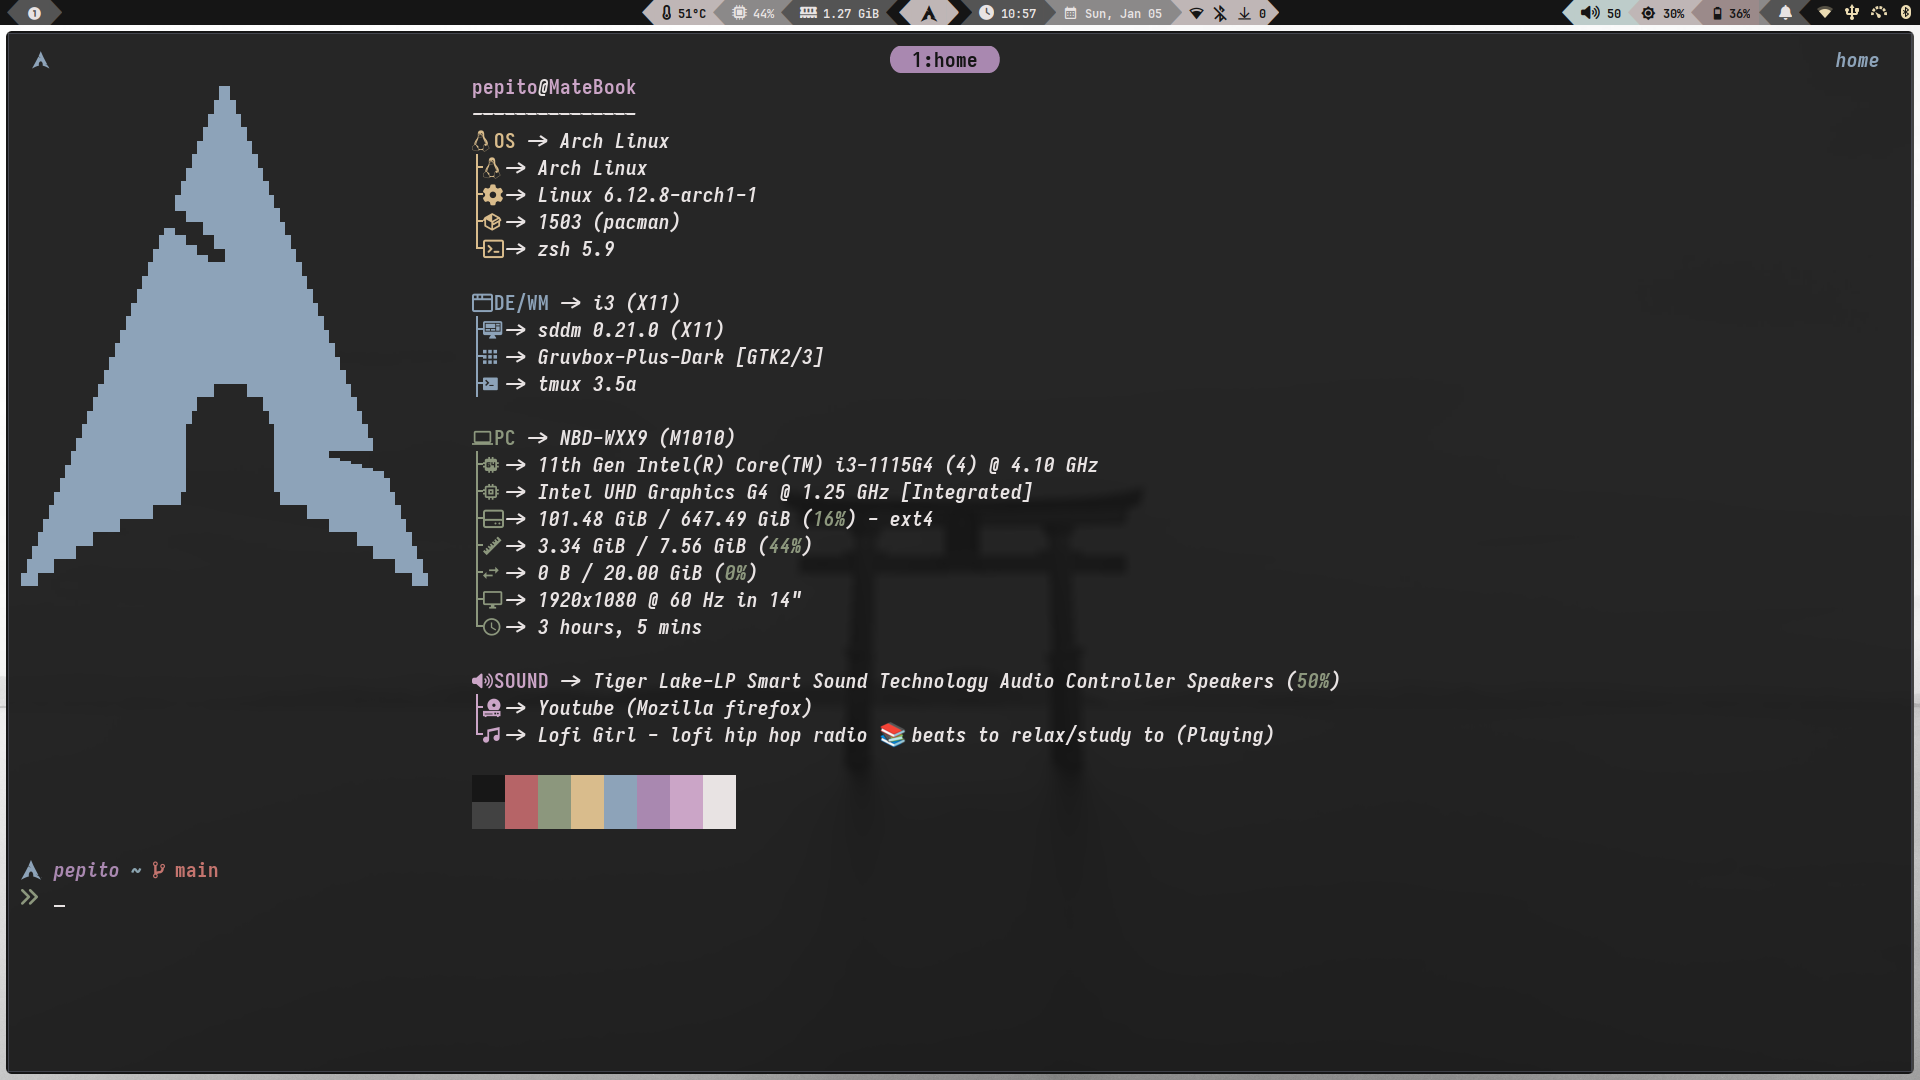 1 51°C 44% 1.27 GiB 10:57 Sun, Jan 05 0 50 30% 36%
1:home home
pepito@MateBook
---------------
OS → Arch Linux
→ Arch Linux
→ Linux 6.12.8-arch1-1
→ 1503 (pacman)
→ zsh 5.9
DE/WM → i3 (X11)
→ sddm 0.21.0 (X11)
→ Gruvbox-Plus-Dark [GTK2/3]
→ tmux 3.5a
PC → NBD-WXX9 (M1010)
→ 11th Gen Intel(R) Core(TM) i3-1115G4 (4) @ 4.10 GHz
→ Intel UHD Graphics G4 @ 1.25 GHz [Integrated]
→ 101.48 GiB / 647.49 GiB (16%) - ext4
→ 3.34 GiB / 7.56 GiB (44%)
→ 0 B / 20.00 GiB (0%)
→ 1920x1080 @ 60 Hz in 14"
→ 3 hours, 5 mins
SOUND → Tiger Lake-LP Smart Sound Technology Audio Controller Speakers (50%)
→ Youtube (Mozilla firefox)
→ Lofi Girl - lofi hip hop radio 📚 beats to relax/study to (Playing)
pepito ~ main
» _